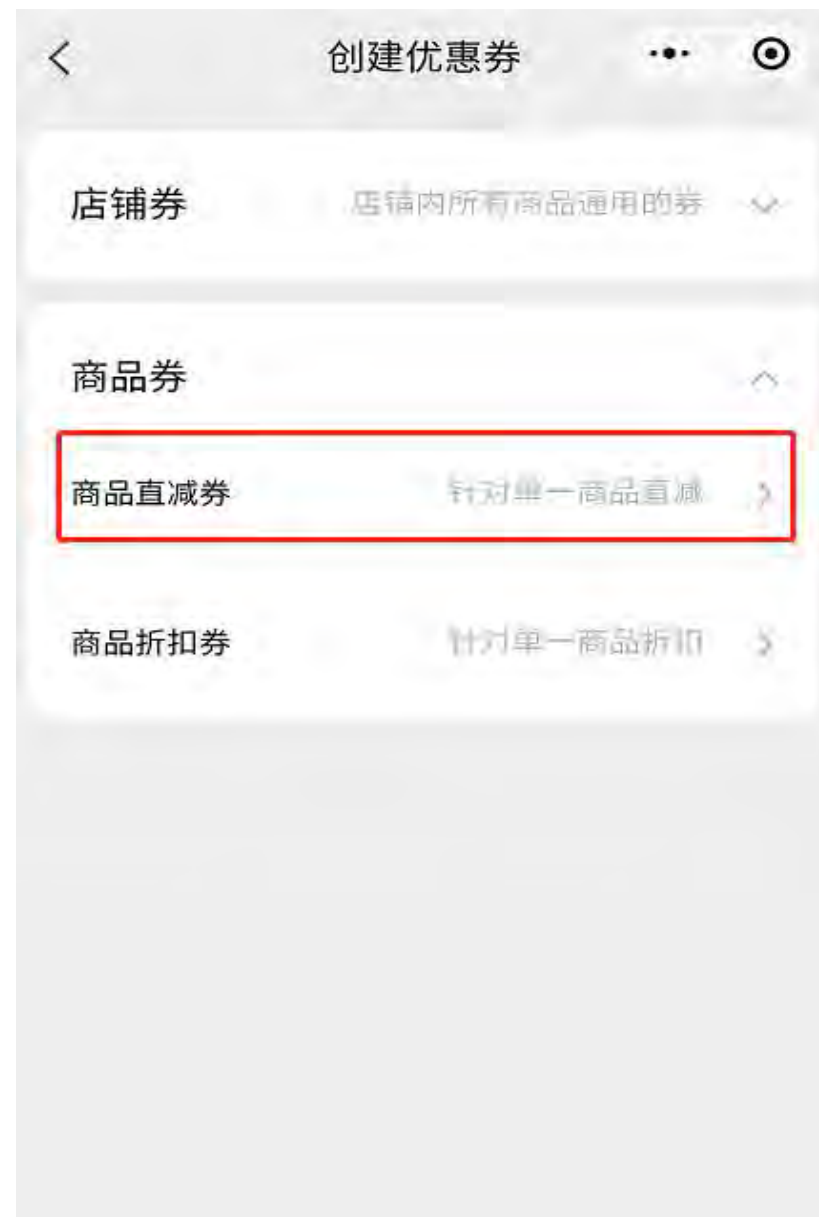 创建优惠券
店铺券 店铺内所有商品通用的券
商品券
商品直减券 针对单一商品直减
商品折扣券 针对单一商品折扣